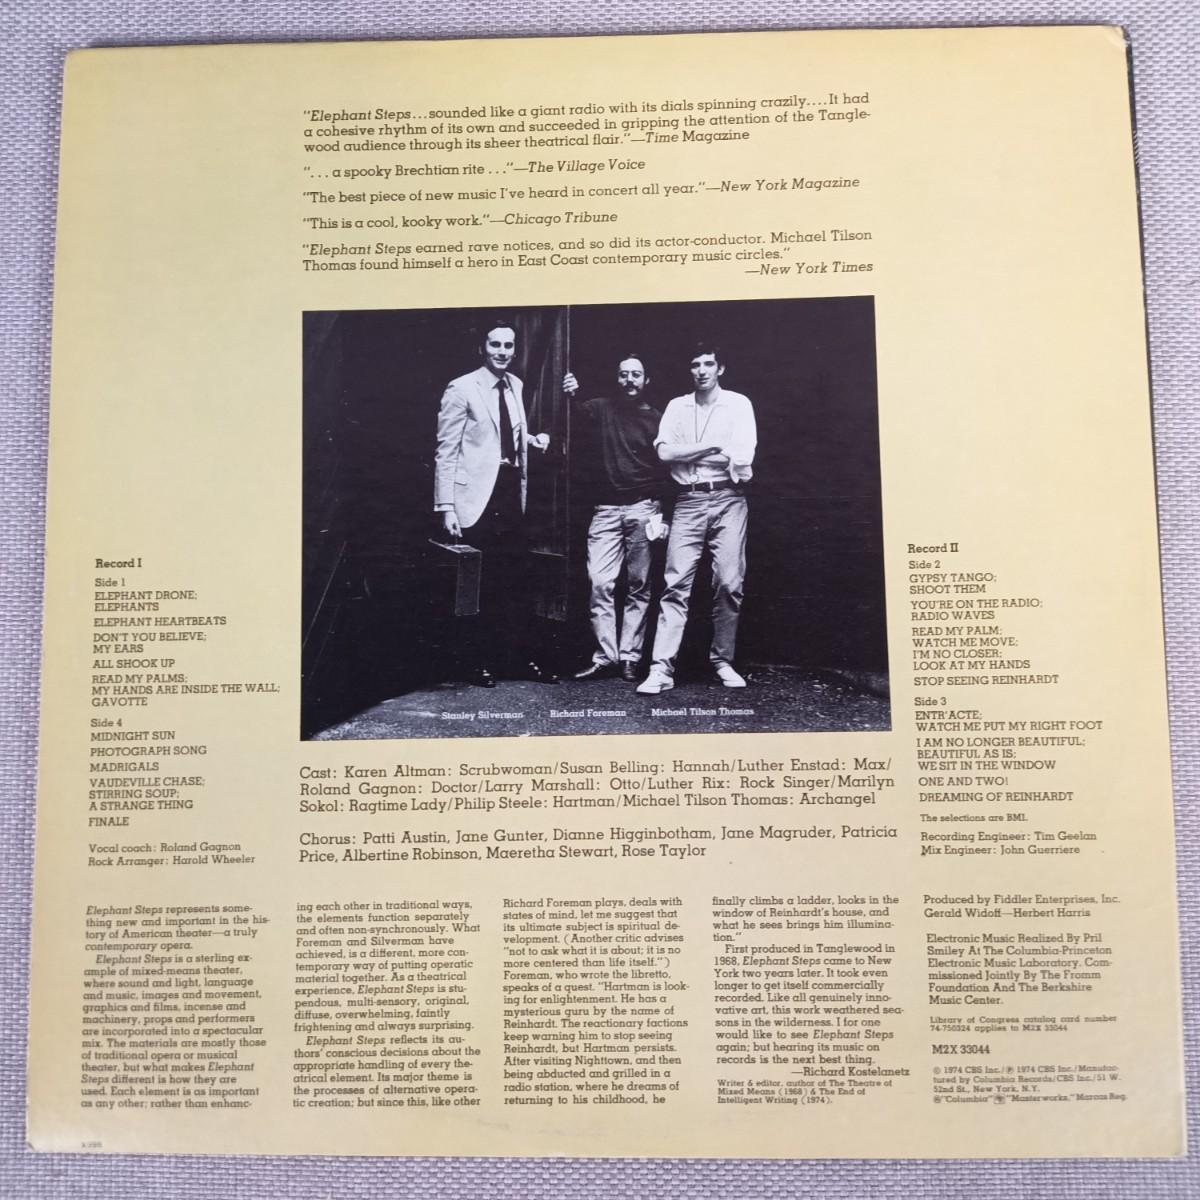 "Elephant Steps...sounded like a giant radio with its dials spinning crazily....It had
a cohesive rhythm of its own and succeeded in gripping the attention of the Tangle-
wood audience through its sheer theatrical flair."—Time Magazine
"...a spooky Brechtian rite..."—The Village Voice
"The best piece of new music I've heard in concert all year."—New York Magazine
"This is a cool, kooky work."—Chicago Tribune
"Elephant Steps earned rave notices, and so did its actor-conductor. Michael Tilson
Thomas found himself a hero in East Coast contemporary music circles."
—New York Times
Stanley Silverman
Richard Foreman
Michael Tilson Thomas
Record I
Side 1
ELEPHANT DRONE;
ELEPHANTS
ELEPHANT HEARTBEATS
DON'T YOU BELIEVE;
MY EARS
ALL SHOOK UP
READ MY PALMS;
MY HANDS ARE INSIDE THE WALL;
GAVOTTE
Side 4
MIDNIGHT SUN
PHOTOGRAPH SONG
MADRIGALS
VAUDEVILLE CHASE;
STIRRING SOUP;
A STRANGE THING
FINALE
Vocal coach: Roland Gagnon
Rock Arranger: Harold Wheeler
Record II
Side 2
GYPSY TANGO;
SHOOT THEM
YOU'RE ON THE RADIO;
RADIO WAVES
READ MY PALM;
WATCH ME MOVE;
I'M NO CLOSER;
LOOK AT MY HANDS
STOP SEEING REINHARDT
Side 3
ENTR'ACTE;
WATCH ME PUT MY RIGHT FOOT
I AM NO LONGER BEAUTIFUL;
BEAUTIFUL AS IS;
WE SIT IN THE WINDOW
ONE AND TWO!
DREAMING OF REINHARDT
The selections are BMI.
Recording Engineer: Tim Geelan
Mix Engineer: John Guerriere
Cast: Karen Altman: Scrubwoman/Susan Belling: Hannah/Luther Enstad: Max/
Roland Gagnon: Doctor/Larry Marshall: Otto/Luther Rix: Rock Singer/Marilyn
Sokol: Ragtime Lady/Philip Steele: Hartman/Michael Tilson Thomas: Archangel
Chorus: Patti Austin, Jane Gunter, Dianne Higginbotham, Jane Magruder, Patricia
Price, Albertine Robinson, Maeretha Stewart, Rose Taylor
Elephant Steps represents some-
thing new and important in the his-
tory of American theater—a truly
contemporary opera.
Elephant Steps is a sterling ex-
ample of mixed-means theater,
where sound and light, language
and music, images and movement,
graphics and films, incense and
machinery, props and performers
are incorporated into a spectacular
mix. The materials are mostly those
of traditional opera or musical
theater, but what makes Elephant
Steps different is how they are
used. Each element is as important
as any other; rather than enhanc-
ing each other in traditional ways,
the elements function separately
and often non-synchronously. What
Foreman and Silverman have
achieved, is a different, more con-
temporary way of putting operatic
material together. As a theatrical
experience, Elephant Steps is stu-
pendous, multi-sensory, original,
diffuse, overwhelming, faintly
frightening and always surprising.
Elephant Steps reflects its au-
thors' conscious decisions about the
appropriate handling of every the-
atrical element. Its major theme is
the processes of alternative opera-
tic creation; but since this, like other
Richard Foreman plays, deals with
states of mind, let me suggest that
its ultimate subject is spiritual de-
velopment. (Another critic advises
"not to ask what it is about; it is no
more centered than life itself.")
Foreman, who wrote the libretto,
speaks of a quest. "Hartman is look-
ing for enlightenment. He has a
mysterious guru by the name of
Reinhardt. The reactionary factions
keep warning him to stop seeing
Reinhardt, but Hartman persists.
After visiting Nighttown, and then
being abducted and grilled in a
radio station, where he dreams of
returning to his childhood, he
finally climbs a ladder, looks in the
window of Reinhardt's house, and
what he sees brings him illumina-
tion."
First produced in Tanglewood in
1968, Elephant Steps came to New
York two years later. It took even
longer to get itself commercially
recorded. Like all genuinely inno-
vative art, this work weathered sea-
sons in the wilderness. I for one
would like to see Elephant Steps
again; but hearing its music on
records is the next best thing.
—Richard Kostelanetz
Writer & editor, author of The Theatre of
Mixed Means (1968) & The End of
Intelligent Writing (1974).
Produced by Fiddler Enterprises, Inc.
Gerald Widoff—Herbert Harris
Electronic Music Realized By Pril
Smiley At The Columbia-Princeton
Electronic Music Laboratory, Com-
missioned Jointly By The Fromm
Foundation And The Berkshire
Music Center.
Library of Congress catalog card number
74-750324 applies to M2X 33044
M2X 33044
© 1974 CBS Inc./℗ 1974 CBS Inc./Manufac-
tured by Columbia Records/CBS Inc./51 W.
52nd St., New York, N.Y.
® "Columbia" "Masterworks," Marcas Reg.